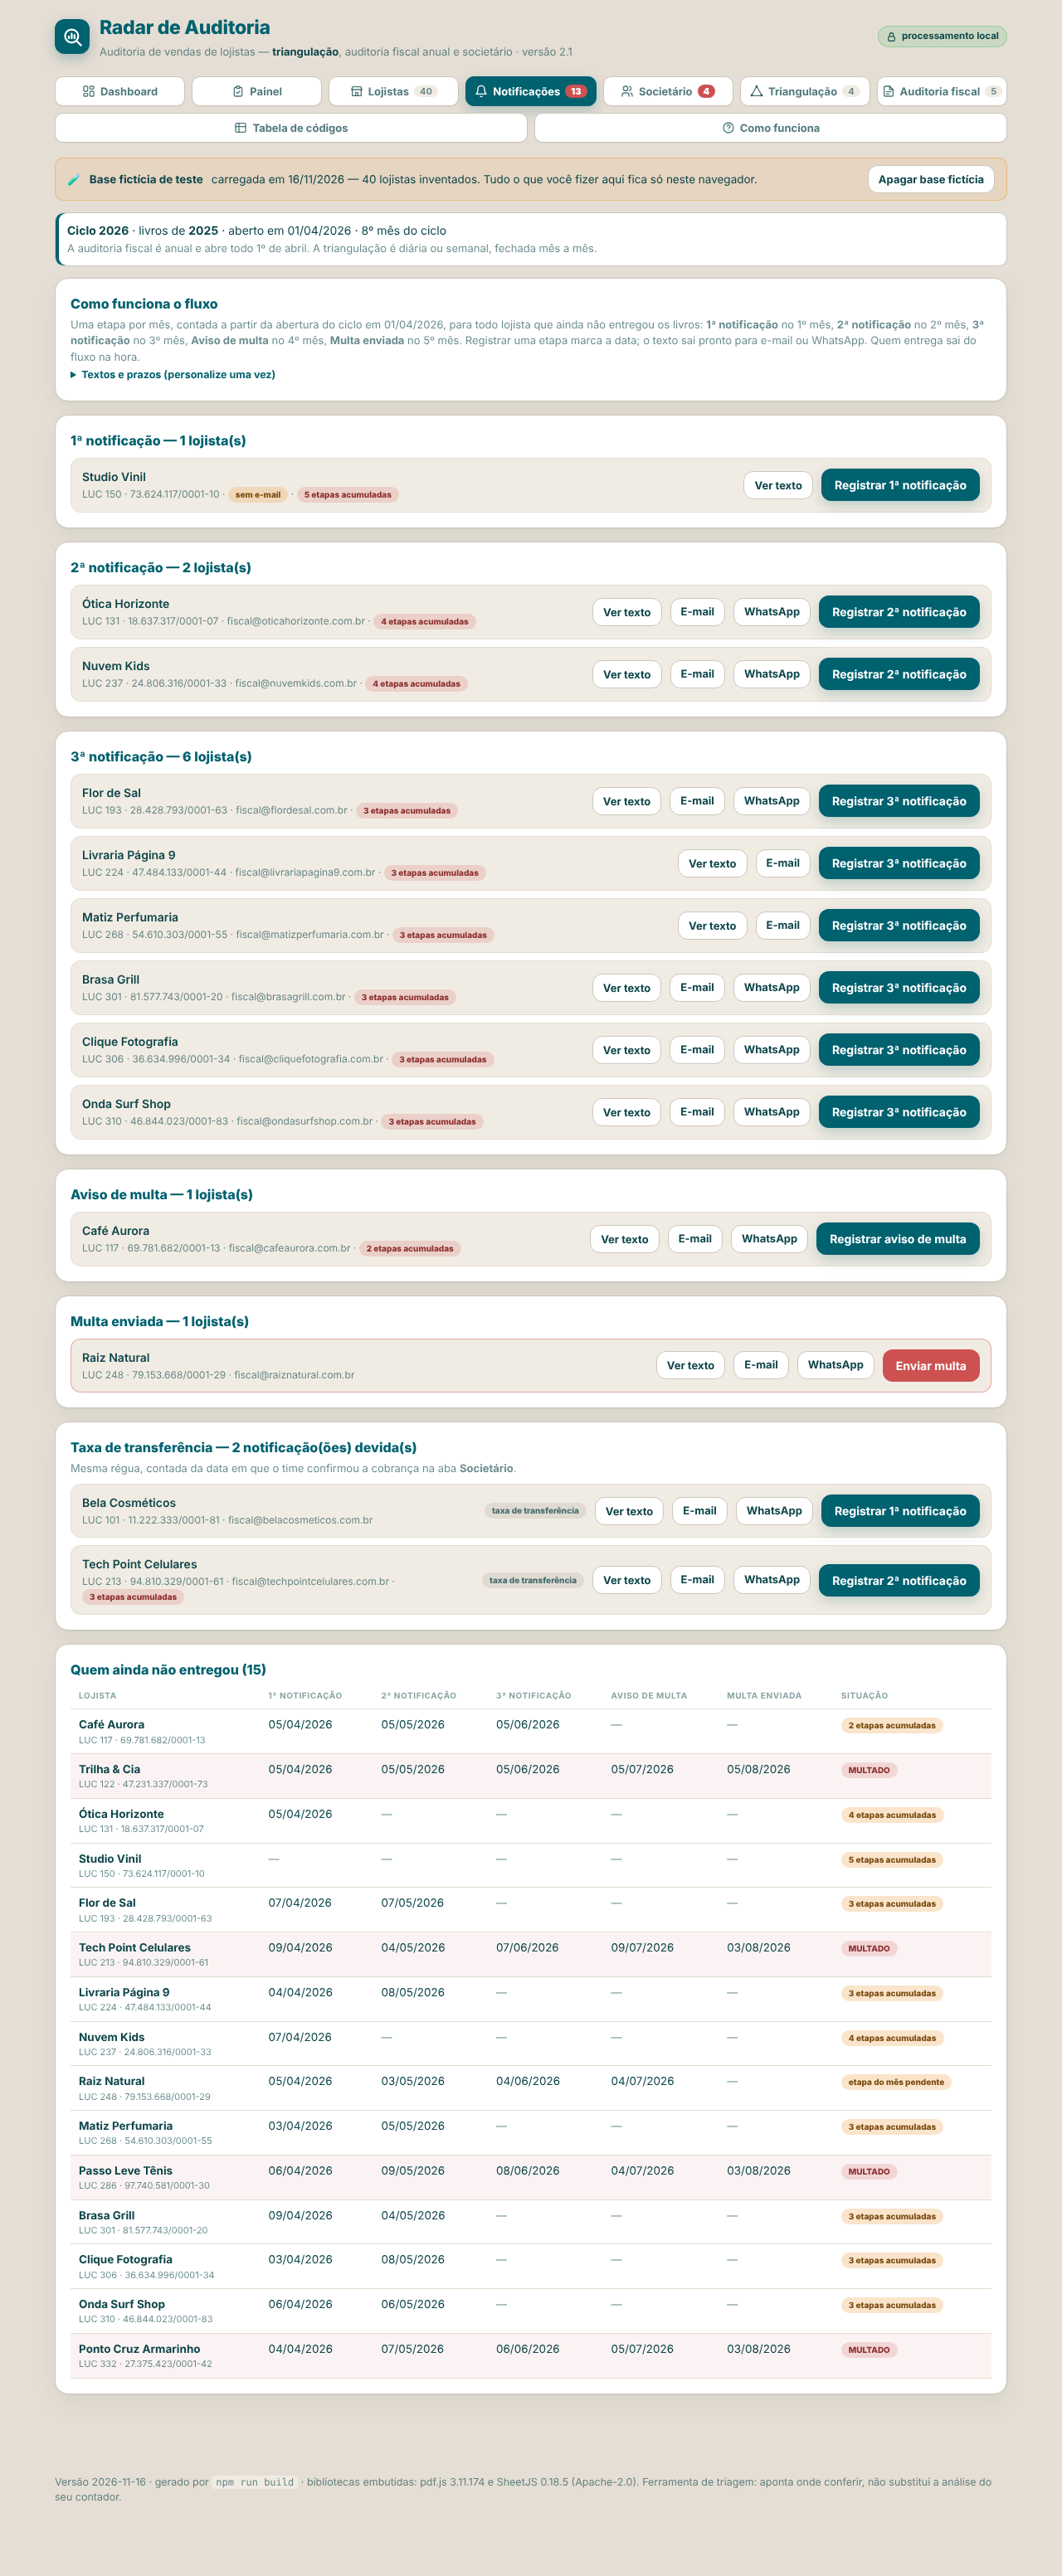 Radar de Auditoria
Auditoria de vendas de lojistas — triangulação, auditoria fiscal anual e societário · versão 2.1
processamento local
Dashboard
Painel
Lojistas 40
Notificações 13
Societário 4
Triangulação 4
Auditoria fiscal 5
Tabela de códigos
Como funciona
Base fictícia de teste carregada em 16/11/2026 — 40 lojistas inventados. Tudo o que você fizer aqui fica só neste navegador.
Apagar base fictícia
Ciclo 2026 · livros de 2025 · aberto em 01/04/2026 · 8º mês do ciclo
A auditoria fiscal é anual e abre todo 1º de abril. A triangulação é diária ou semanal, fechada mês a mês.
Como funciona o fluxo
Uma etapa por mês, contada a partir da abertura do ciclo em 01/04/2026, para todo lojista que ainda não entregou os livros: 1ª notificação no 1º mês, 2ª notificação no 2º mês, 3ª
notificação no 3º mês, Aviso de multa no 4º mês, Multa enviada no 5º mês. Registrar uma etapa marca a data; o texto sai pronto para e-mail ou WhatsApp. Quem entrega sai do
fluxo na hora.
Textos e prazos (personalize uma vez)
1ª notificação — 1 lojista(s)
Studio Vinil
LUC 150 · 73.624.117/0001-10 · sem e-mail · 5 etapas acumuladas
Ver texto
Registrar 1ª notificação
2ª notificação — 2 lojista(s)
Ótica Horizonte
LUC 131 · 18.637.317/0001-07 · fiscal@oticahorizonte.com.br · 4 etapas acumuladas
Ver texto E-mail WhatsApp Registrar 2ª notificação
Nuvem Kids
LUC 237 · 24.806.316/0001-33 · fiscal@nuvemkids.com.br · 4 etapas acumuladas
Ver texto E-mail WhatsApp Registrar 2ª notificação
3ª notificação — 6 lojista(s)
Flor de Sal
LUC 193 · 28.428.793/0001-63 · fiscal@flordesal.com.br · 3 etapas acumuladas
Ver texto E-mail WhatsApp Registrar 3ª notificação
Livraria Página 9
LUC 224 · 47.484.133/0001-44 · fiscal@livrariapagina9.com.br · 3 etapas acumuladas
Ver texto E-mail Registrar 3ª notificação
Matiz Perfumaria
LUC 268 · 54.610.303/0001-55 · fiscal@matizperfumaria.com.br · 3 etapas acumuladas
Ver texto E-mail Registrar 3ª notificação
Brasa Grill
LUC 301 · 81.577.743/0001-20 · fiscal@brasagrill.com.br · 3 etapas acumuladas
Ver texto E-mail WhatsApp Registrar 3ª notificação
Clique Fotografia
LUC 306 · 36.634.996/0001-34 · fiscal@cliquefotografia.com.br · 3 etapas acumuladas
Ver texto E-mail WhatsApp Registrar 3ª notificação
Onda Surf Shop
LUC 310 · 46.844.023/0001-83 · fiscal@ondasurfshop.com.br · 3 etapas acumuladas
Ver texto E-mail WhatsApp Registrar 3ª notificação
Aviso de multa — 1 lojista(s)
Café Aurora
LUC 117 · 69.781.682/0001-13 · fiscal@cafeaurora.com.br · 2 etapas acumuladas
Ver texto E-mail WhatsApp Registrar aviso de multa
Multa enviada — 1 lojista(s)
Raiz Natural
LUC 248 · 79.153.668/0001-29 · fiscal@raiznatural.com.br
Ver texto E-mail WhatsApp Enviar multa
Taxa de transferência — 2 notificação(ões) devida(s)
Mesma régua, contada da data em que o time confirmou a cobrança na aba Societário.
Bela Cosméticos
LUC 101 · 11.222.333/0001-81 · fiscal@belacosmeticos.com.br
taxa de transferência Ver texto E-mail WhatsApp Registrar 1ª notificação
Tech Point Celulares
LUC 213 · 94.810.329/0001-61 · fiscal@techpointcelulares.com.br ·
3 etapas acumuladas
taxa de transferência Ver texto E-mail WhatsApp Registrar 2ª notificação
Quem ainda não entregou (15)
LOJISTA 1ª NOTIFICAÇÃO 2ª NOTIFICAÇÃO 3ª NOTIFICAÇÃO AVISO DE MULTA MULTA ENVIADA SITUAÇÃO
Café Aurora 05/04/2026 05/05/2026 05/06/2026 — — 2 etapas acumuladas
LUC 117 · 69.781.682/0001-13
Trilha & Cia 05/04/2026 05/05/2026 05/06/2026 05/07/2026 05/08/2026 MULTADO
LUC 122 · 47.231.337/0001-73
Ótica Horizonte 05/04/2026 — — — — 4 etapas acumuladas
LUC 131 · 18.637.317/0001-07
Studio Vinil — — — — — 5 etapas acumuladas
LUC 150 · 73.624.117/0001-10
Flor de Sal 07/04/2026 07/05/2026 — — — 3 etapas acumuladas
LUC 193 · 28.428.793/0001-63
Tech Point Celulares 09/04/2026 04/05/2026 07/06/2026 09/07/2026 03/08/2026 MULTADO
LUC 213 · 94.810.329/0001-61
Livraria Página 9 04/04/2026 08/05/2026 — — — 3 etapas acumuladas
LUC 224 · 47.484.133/0001-44
Nuvem Kids 07/04/2026 — — — — 4 etapas acumuladas
LUC 237 · 24.806.316/0001-33
Raiz Natural 05/04/2026 03/05/2026 04/06/2026 04/07/2026 — etapa do mês pendente
LUC 248 · 79.153.668/0001-29
Matiz Perfumaria 03/04/2026 05/05/2026 — — — 3 etapas acumuladas
LUC 268 · 54.610.303/0001-55
Passo Leve Tênis 06/04/2026 09/05/2026 08/06/2026 04/07/2026 03/08/2026 MULTADO
LUC 286 · 97.740.581/0001-30
Brasa Grill 09/04/2026 04/05/2026 — — — 3 etapas acumuladas
LUC 301 · 81.577.743/0001-20
Clique Fotografia 03/04/2026 08/05/2026 — — — 3 etapas acumuladas
LUC 306 · 36.634.996/0001-34
Onda Surf Shop 06/04/2026 06/05/2026 — — — 3 etapas acumuladas
LUC 310 · 46.844.023/0001-83
Ponto Cruz Armarinho 04/04/2026 07/05/2026 06/06/2026 05/07/2026 03/08/2026 MULTADO
LUC 332 · 27.375.423/0001-42
Versão 2026-11-16 · gerado por npm run build · bibliotecas embutidas: pdf.js 3.11.174 e SheetJS 0.18.5 (Apache-2.0). Ferramenta de triagem: aponta onde conferir, não substitui a análise do
seu contador.